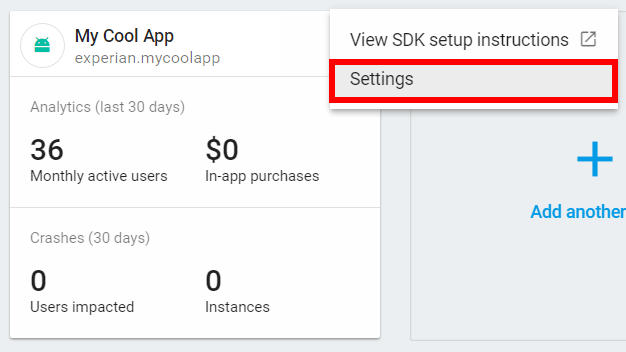 My Cool App
experian.mycoolapp
View SDK setup instructions
Settings
Analytics (last 30 days)
36
$0
Monthly active users
In-app purchases
Crashes (30 days)
0
0
Users impacted
Instances
Add another